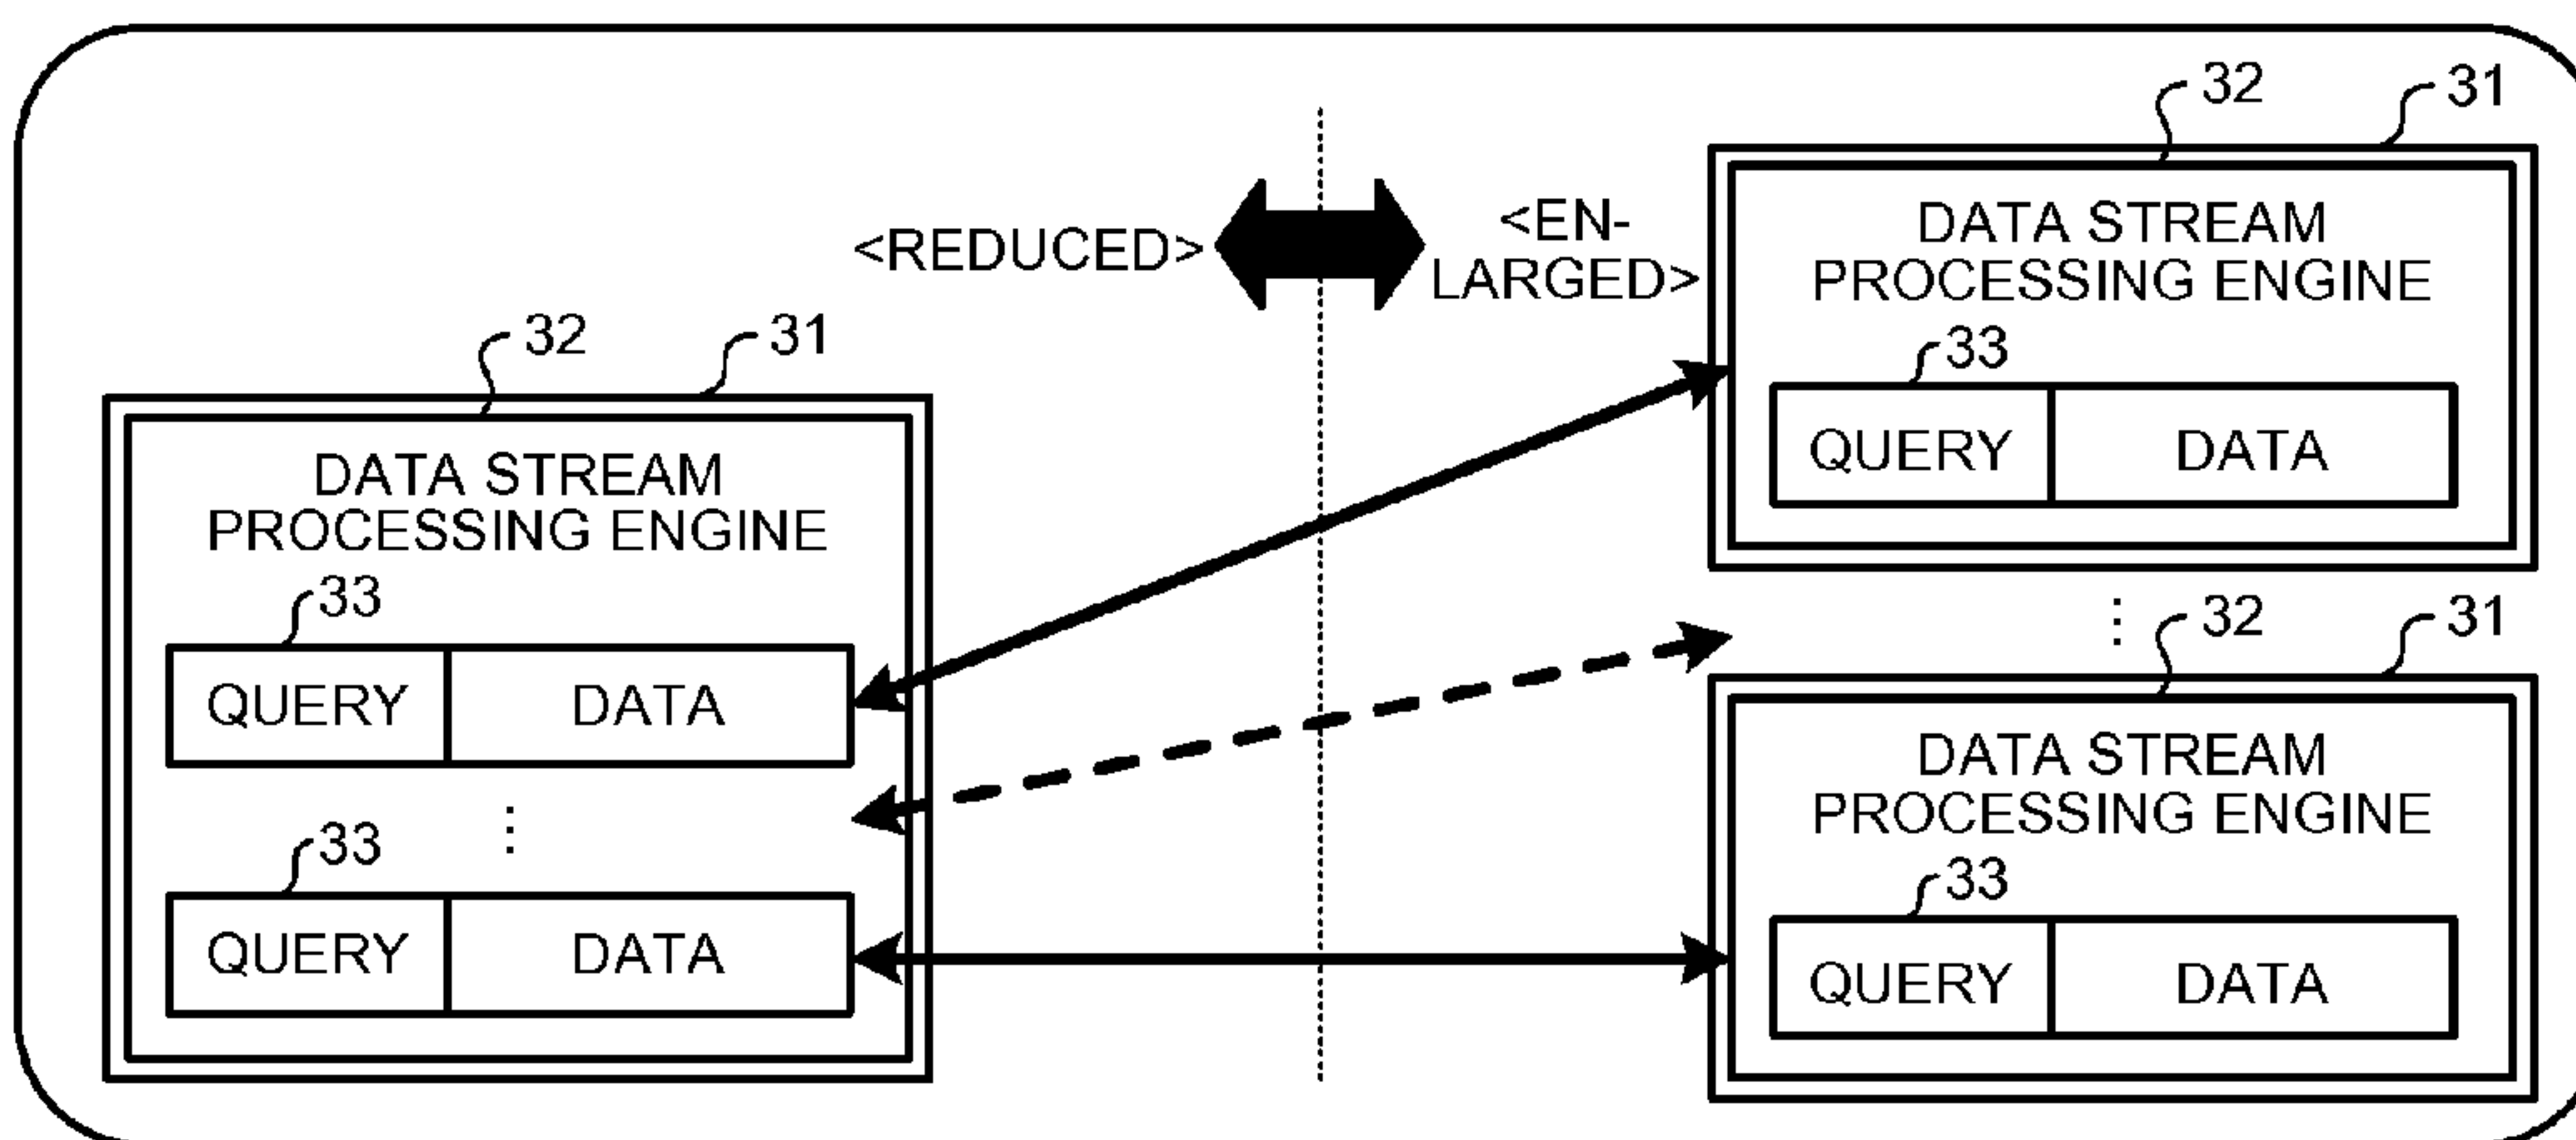 32
31
<REDUCED>
<EN-
LARGED>
DATA STREAM
PROCESSING ENGINE
33
QUERY
DATA
32
31
DATA STREAM
PROCESSING ENGINE
33
QUERY
DATA
⋮
33
QUERY
DATA
⋮
32
31
DATA STREAM
PROCESSING ENGINE
33
QUERY
DATA